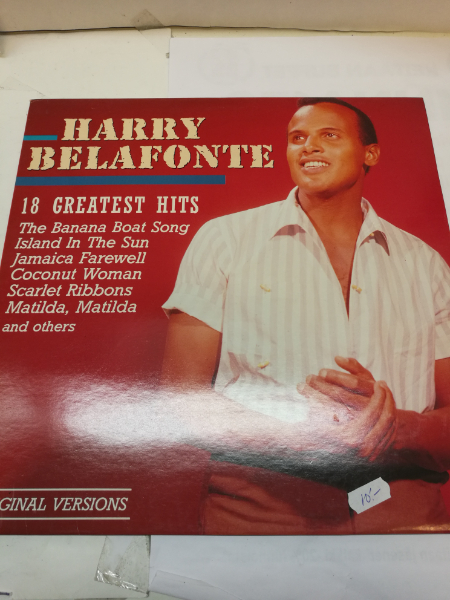 HARRY
BELAFONTE
18 GREATEST HITS
The Banana Boat Song
Island In The Sun
Jamaica Farewell
Coconut Woman
Scarlet Ribbons
Matilda, Matilda
and others
GINAL VERSIONS
10.-